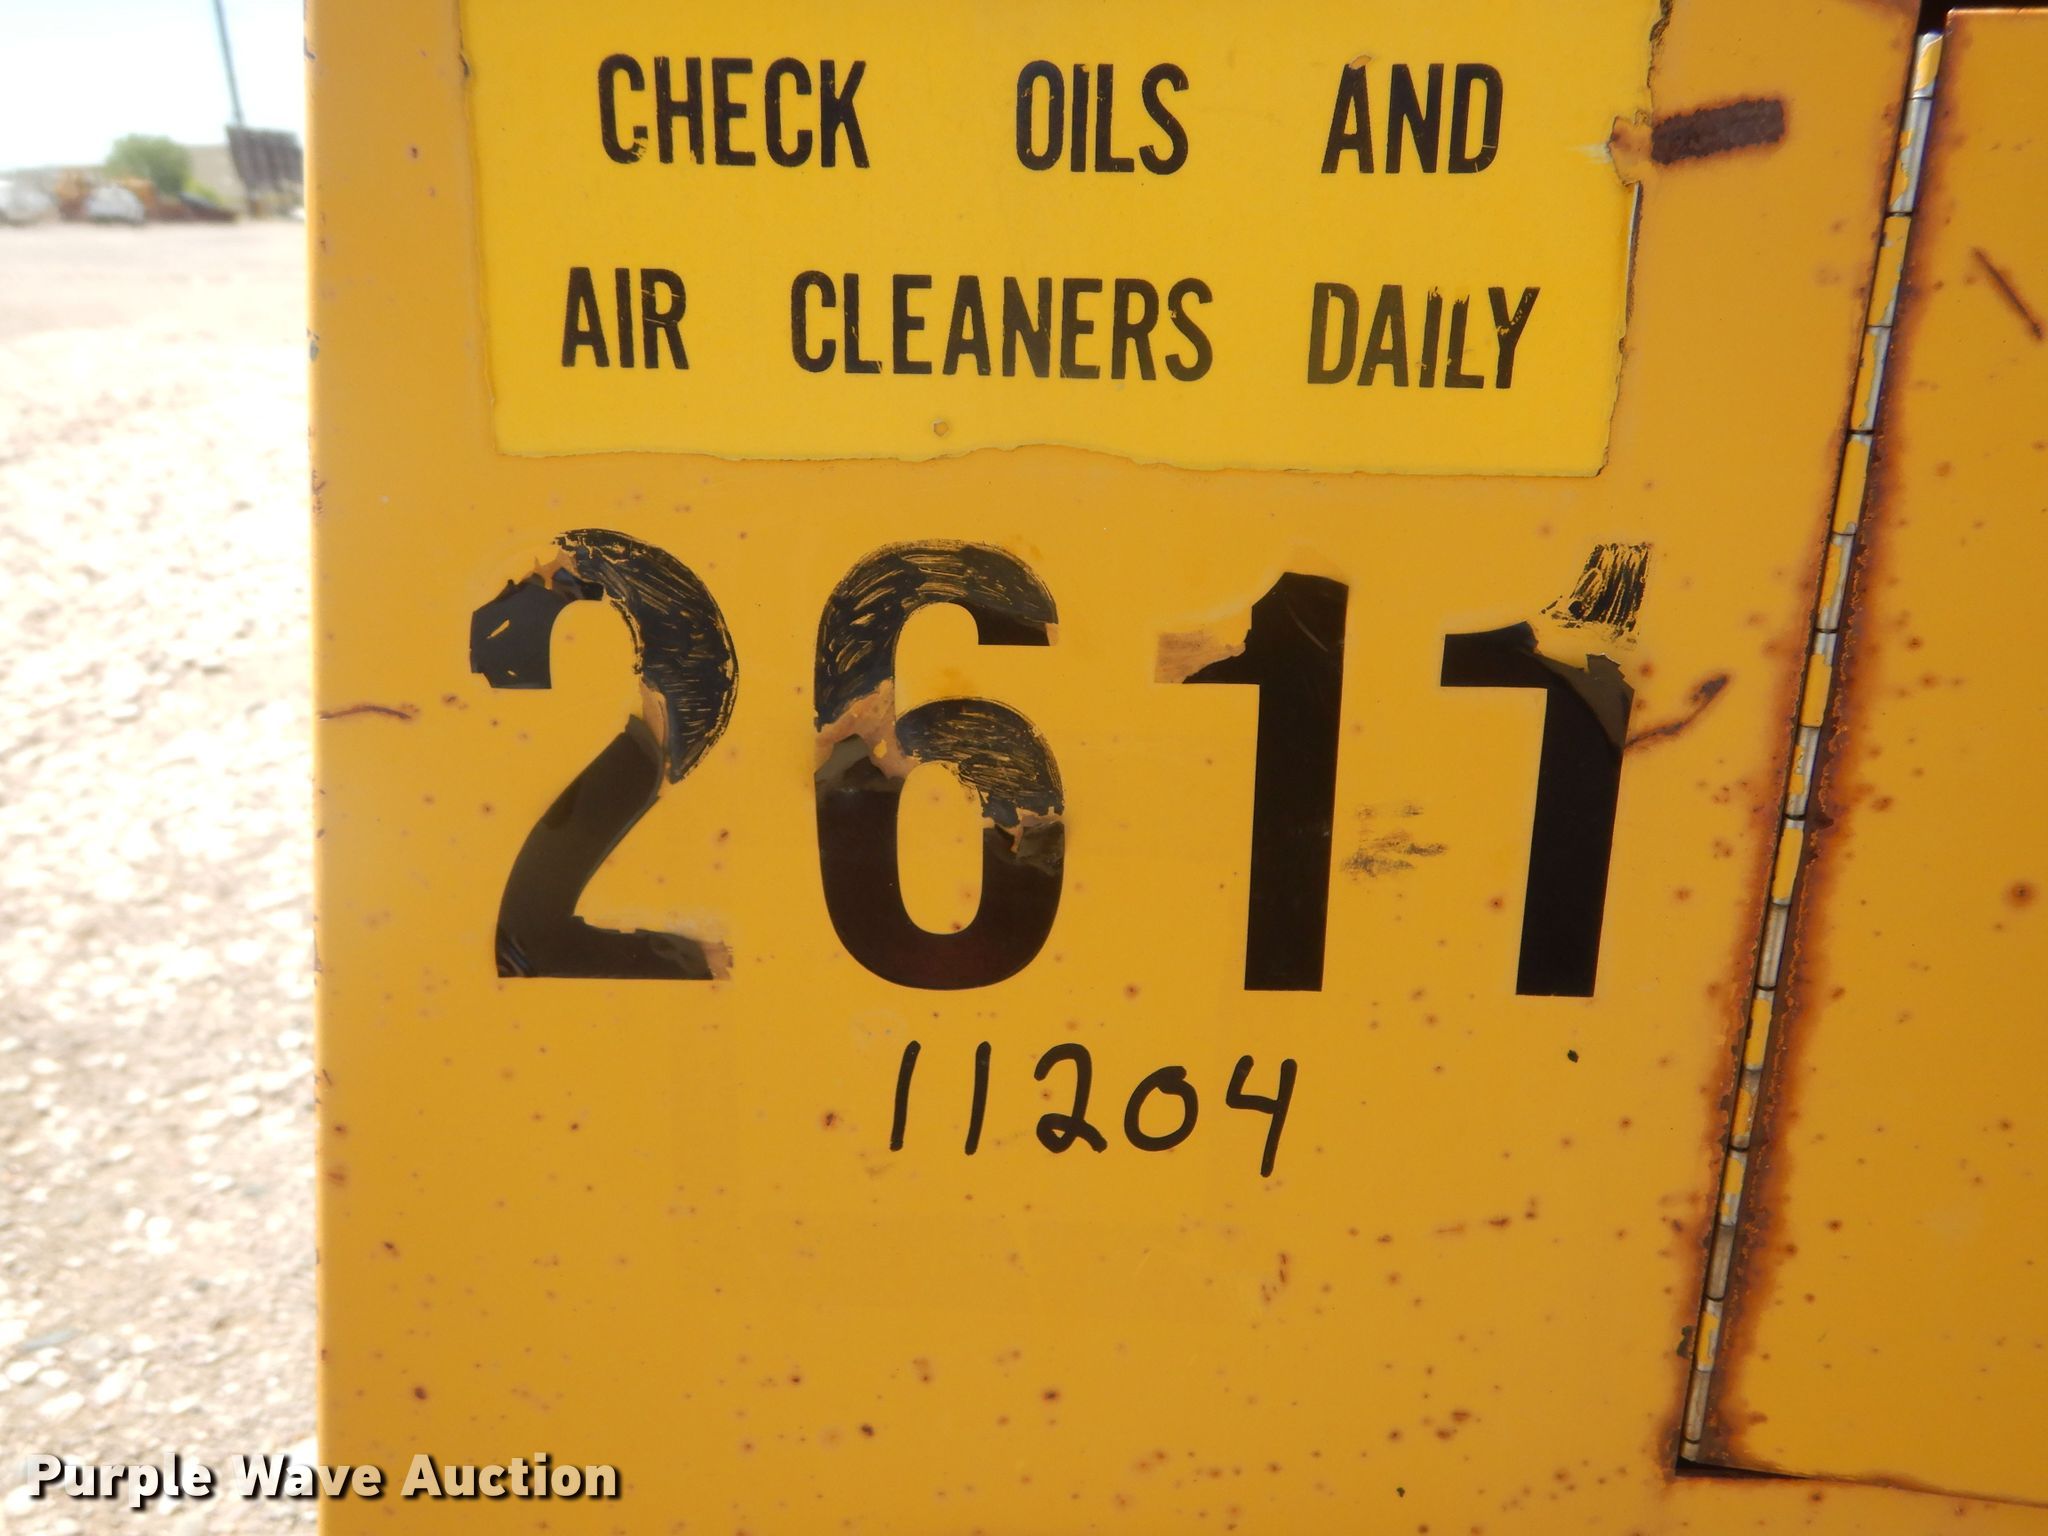 CHECK OILS AND
AIR CLEANERS DAILY
2611
11204
Purple Wave Auction